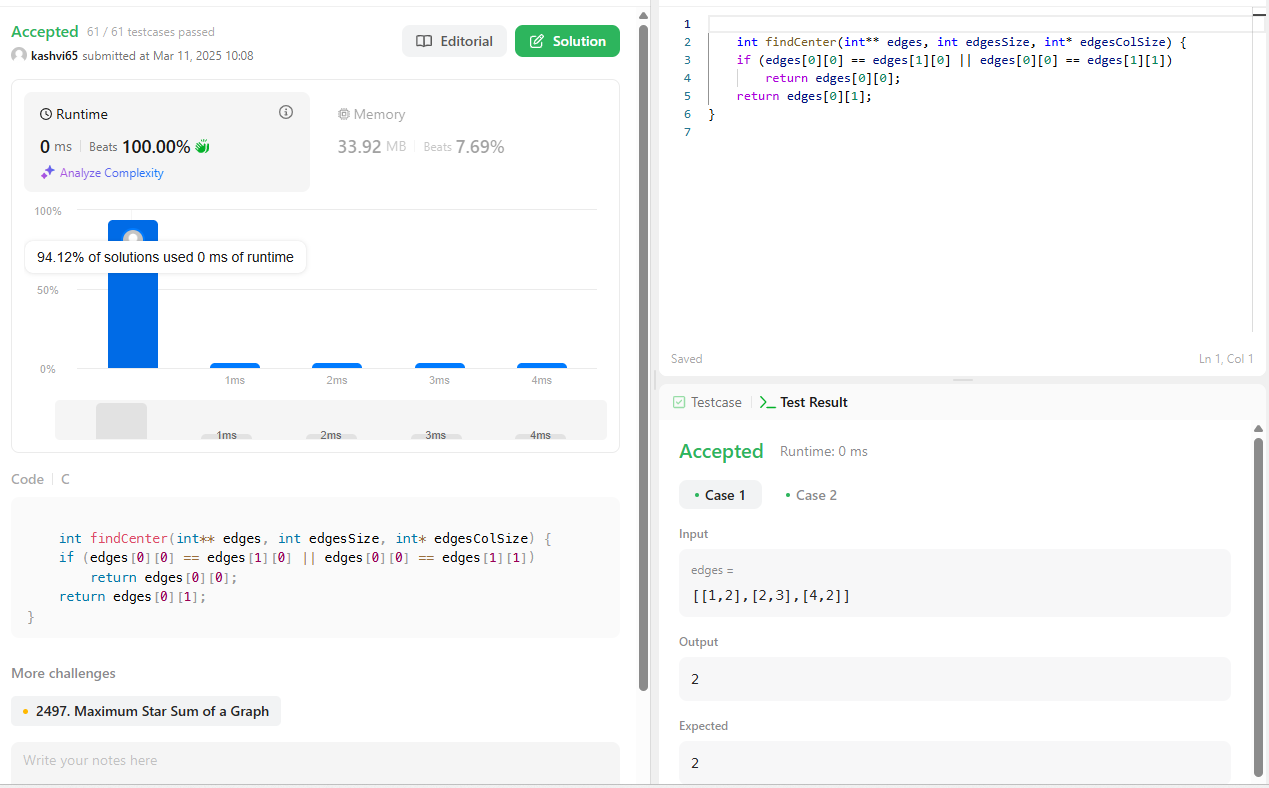 Accepted 61 / 61 testcases passed
kashvi65 submitted at Mar 11, 2025 10:08
Editorial
Solution
Runtime
0 ms Beats 100.00%
Analyze Complexity
Memory
33.92 MB Beats 7.69%
100%
94.12% of solutions used 0 ms of runtime
50%
0%
1ms 2ms 3ms 4ms
1ms 2ms 3ms 4ms
Code C
int findCenter(int** edges, int edgesSize, int* edgesColSize) {
if (edges[0][0] == edges[1][0] || edges[0][0] == edges[1][1])
return edges[0][0];
return edges[0][1];
}
More challenges
2497. Maximum Star Sum of a Graph
Write your notes here
1
2 int findCenter(int** edges, int edgesSize, int* edgesColSize) {
3 if (edges[0][0] == edges[1][0] || edges[0][0] == edges[1][1])
4 return edges[0][0];
5 return edges[0][1];
6 }
7
Saved
Ln 1, Col 1
Testcase
Test Result
Accepted Runtime: 0 ms
Case 1 Case 2
Input
edges =
[[1,2],[2,3],[4,2]]
Output
2
Expected
2